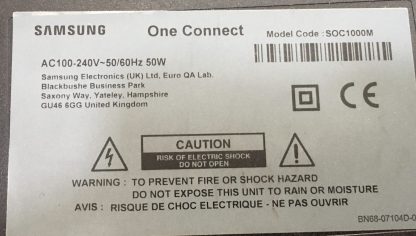 SAMSUNG One Connect Model Code : SOC1000M
AC100-240V~50/60Hz 50W
Samsung Electronics (UK) Ltd, Euro QA Lab.
Blackbushe Business Park
Saxony Way, Yateley, Hampshire
GU46 6GG United Kingdom
CE
CAUTION
RISK OF ELECTRIC SHOCK
DO NOT OPEN
WARNING : TO PREVENT FIRE OR SHOCK HAZARD
DO NOT EXPOSE THIS UNIT TO RAIN OR MOISTURE
AVIS : RISQUE DE CHOC ELECTRIQUE - NE PAS OUVRIR
BN68-07104D-0